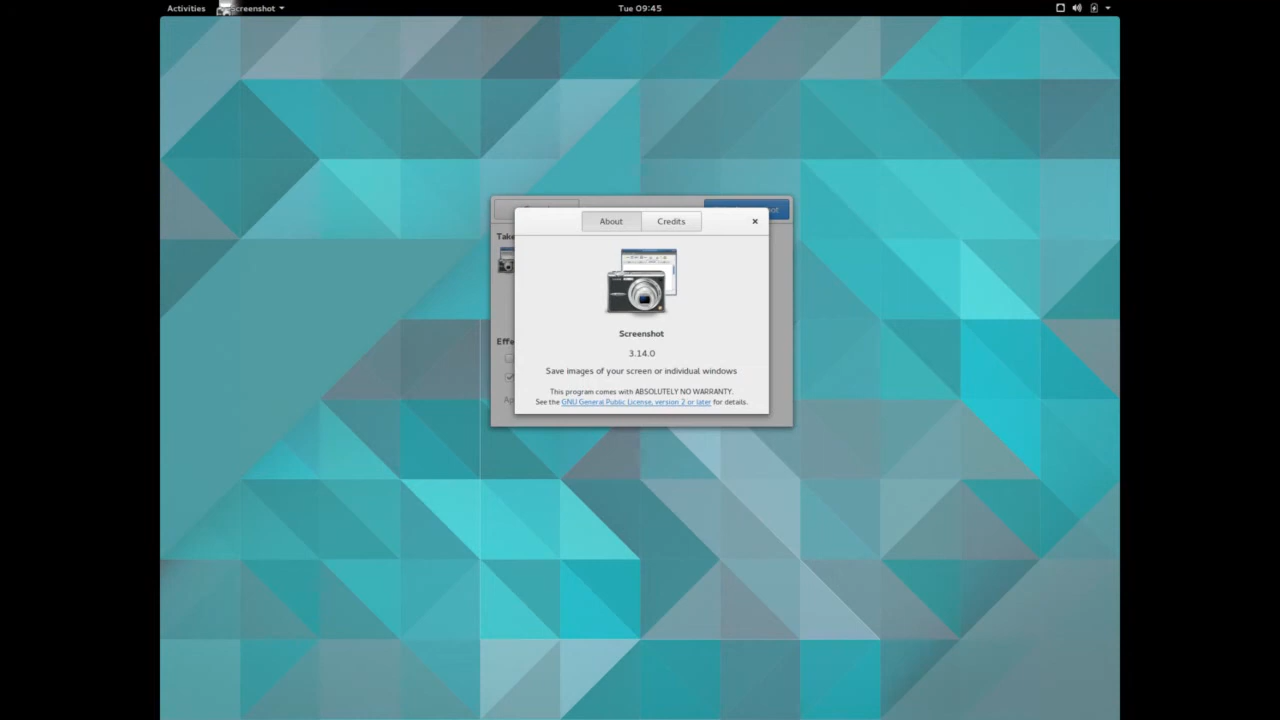 Activities
Screenshot
Tue 09:45
About
Credits
Screenshot
3.14.0
Save images of your screen or individual windows
This program comes with ABSOLUTELY NO WARRANTY.
See the GNU General Public License, version 2 or later for details.